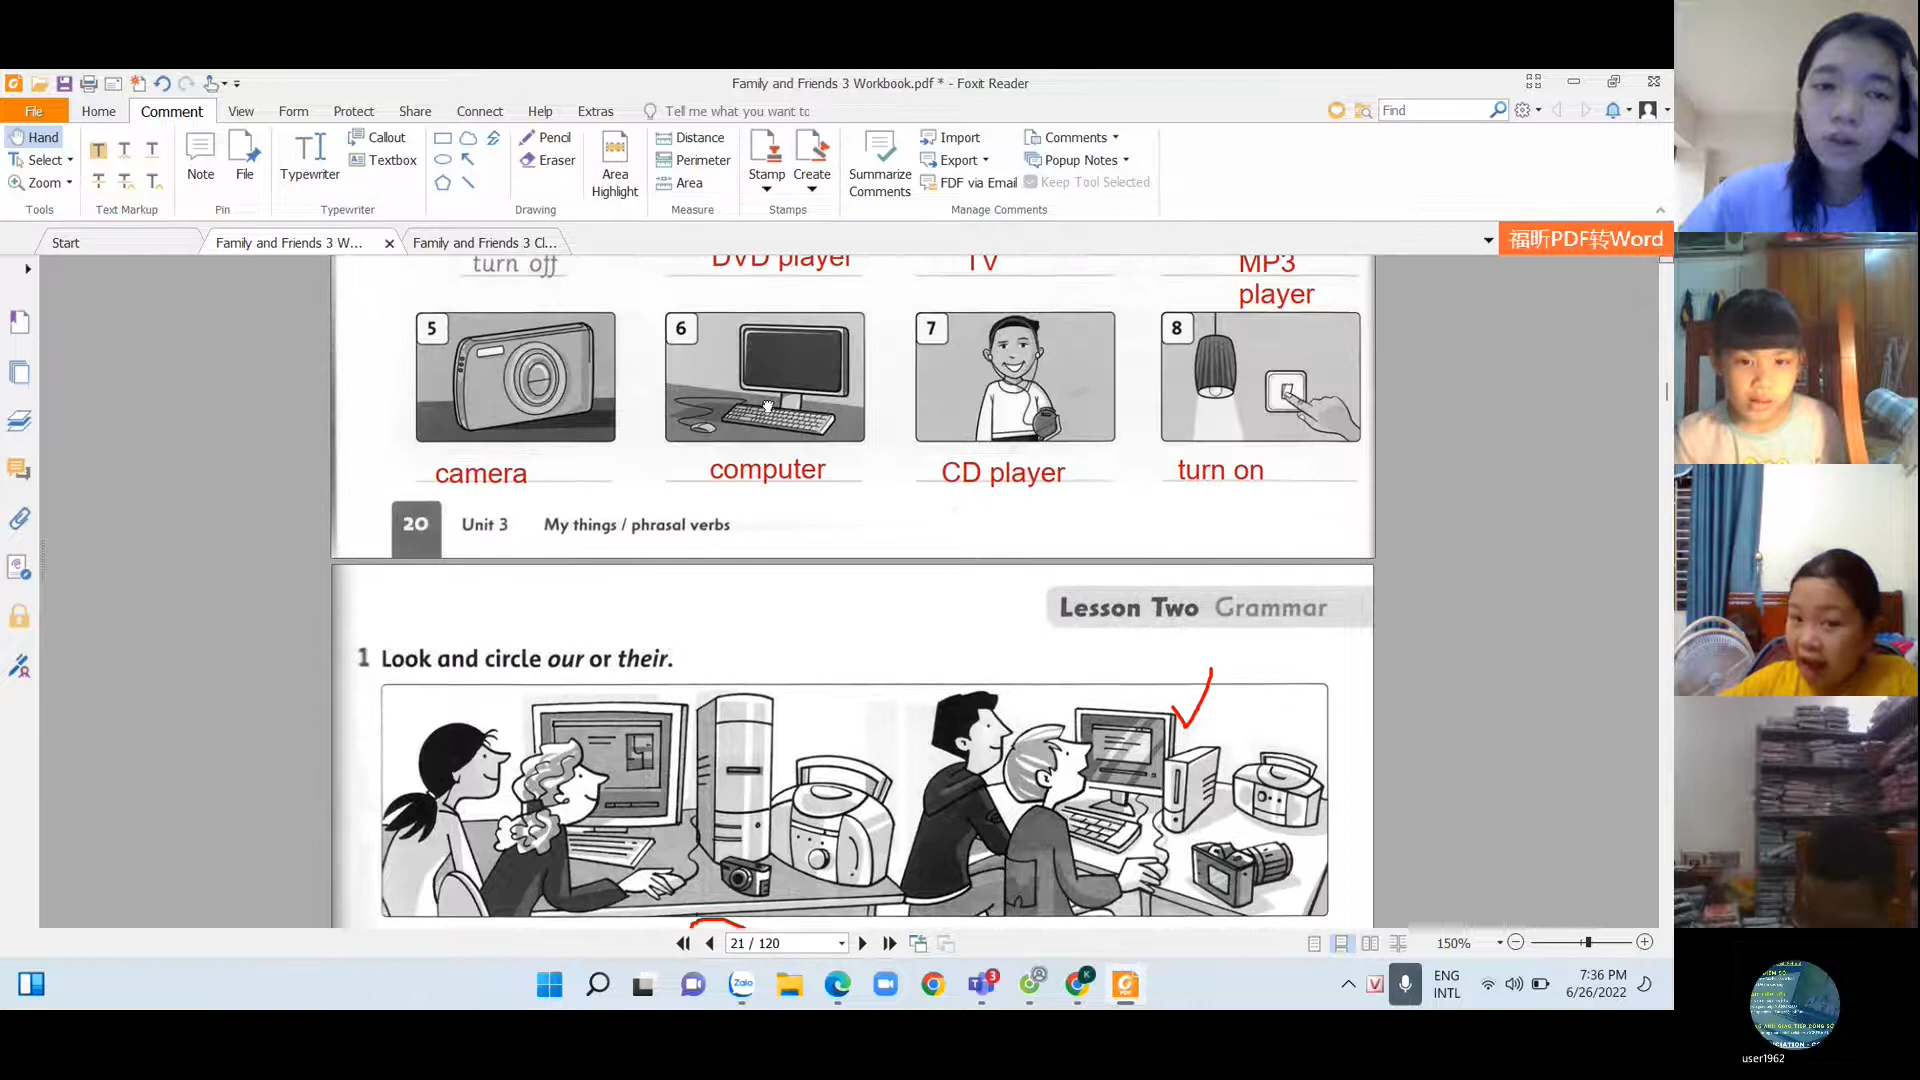 Family and Friends 3 Workbook.pdf * - Foxit Reader
File Home Comment View Form Protect Share Connect Help Extras Tell me what you want to Find
Hand
Select
Zoom
Tools
Text Markup
Note
File
Pin
Typewriter
Callout
Textbox
Typewriter
Pencil
Eraser
Drawing
Area
Highlight
Distance
Perimeter
Area
Measure
Stamp
Create
Stamps
Summarize
Comments
Import
Export
FDF via Email
Comments
Popup Notes
Keep Tool Selected
Manage Comments
Start
Family and Friends 3 W...
Family and Friends 3 Cl...
福昕PDF转Word
turn off
DVD player
TV
MP3
player
5
6
7
8
camera
computer
CD player
turn on
20 Unit 3 My things / phrasal verbs
Lesson Two Grammar
1 Look and circle our or their.
21 / 120
150%
Zalo
3
K
ENG
INTL
7:36 PM
6/26/2022
user1962